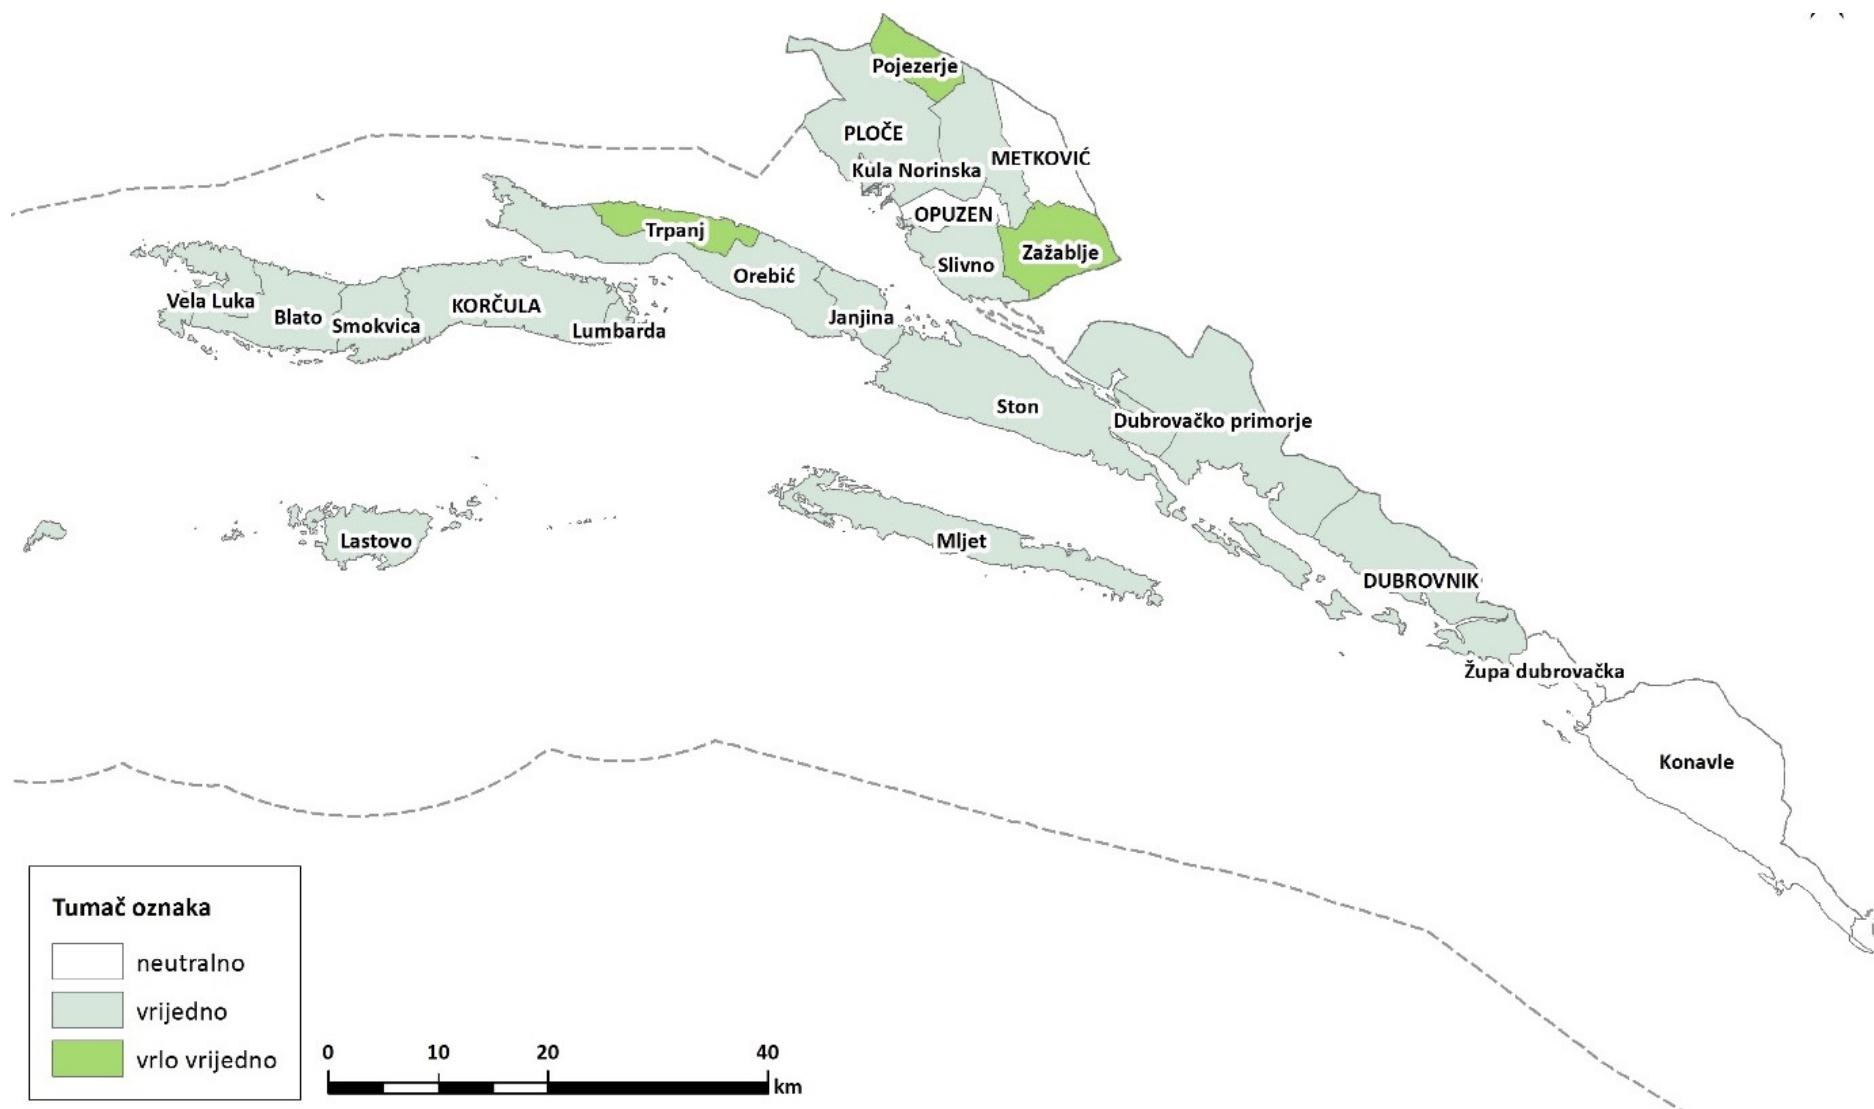 Pojezerje
PLOČE
METKOVIĆ
Kula Norinska
OPUZEN
Trpanj
Zažablje
Slivno
Orebić
Vela Luka
KORČULA
Blato
Janjina
Smokvica
Lumbarda
Ston
Dubrovačko primorje
Lastovo
Mljet
DUBROVNIK
Župa dubrovačka
Konavle
Tumač oznaka
neutralno
vrijedno
vrlo vrijedno
0 10 20 40
km